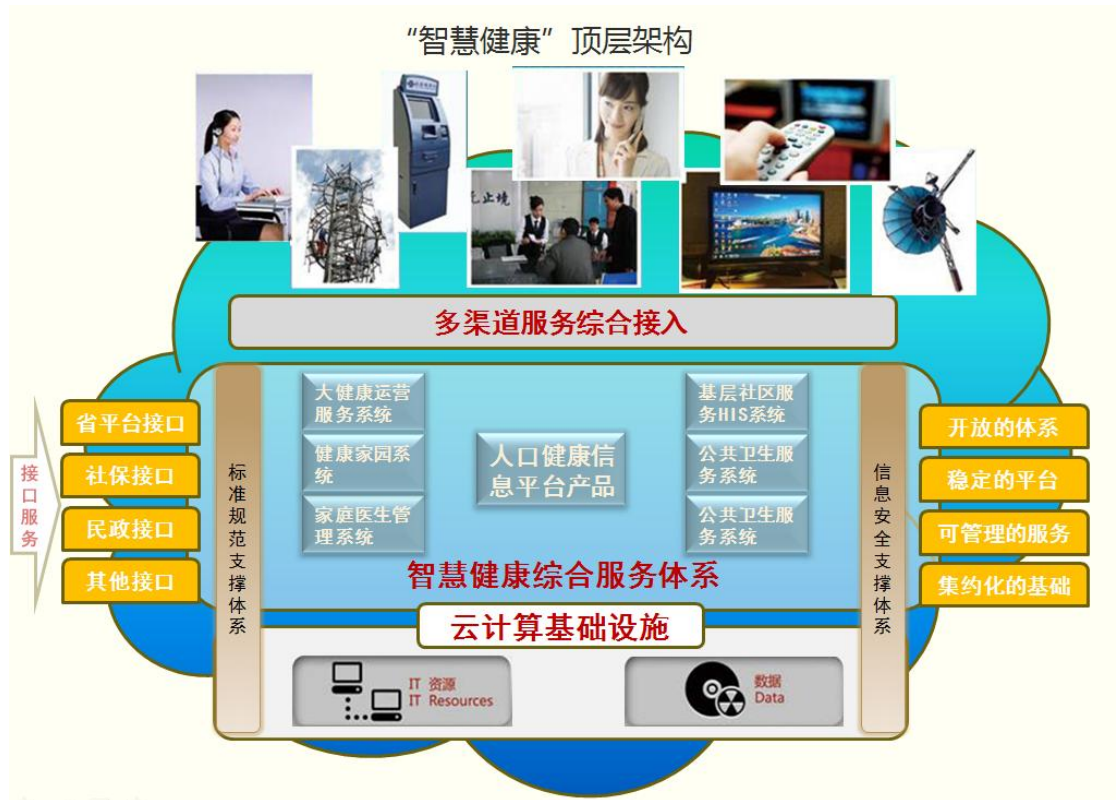 “智慧健康”顶层架构
无止境
多渠道服务综合接入
接口服务
省平台接口
社保接口
民政接口
其他接口
标准规范支撑体系
大健康运营
服务系统
健康家园系
统
家庭医生管
理系统
人口健康信
息平台产品
基层社区服
务HIS系统
公共卫生服
务系统
公共卫生服
务系统
信息安全支撑体系
开放的体系
稳定的平台
可管理的服务
集约化的基础
智慧健康综合服务体系
云计算基础设施
IT 资源
IT Resources
数据
Data